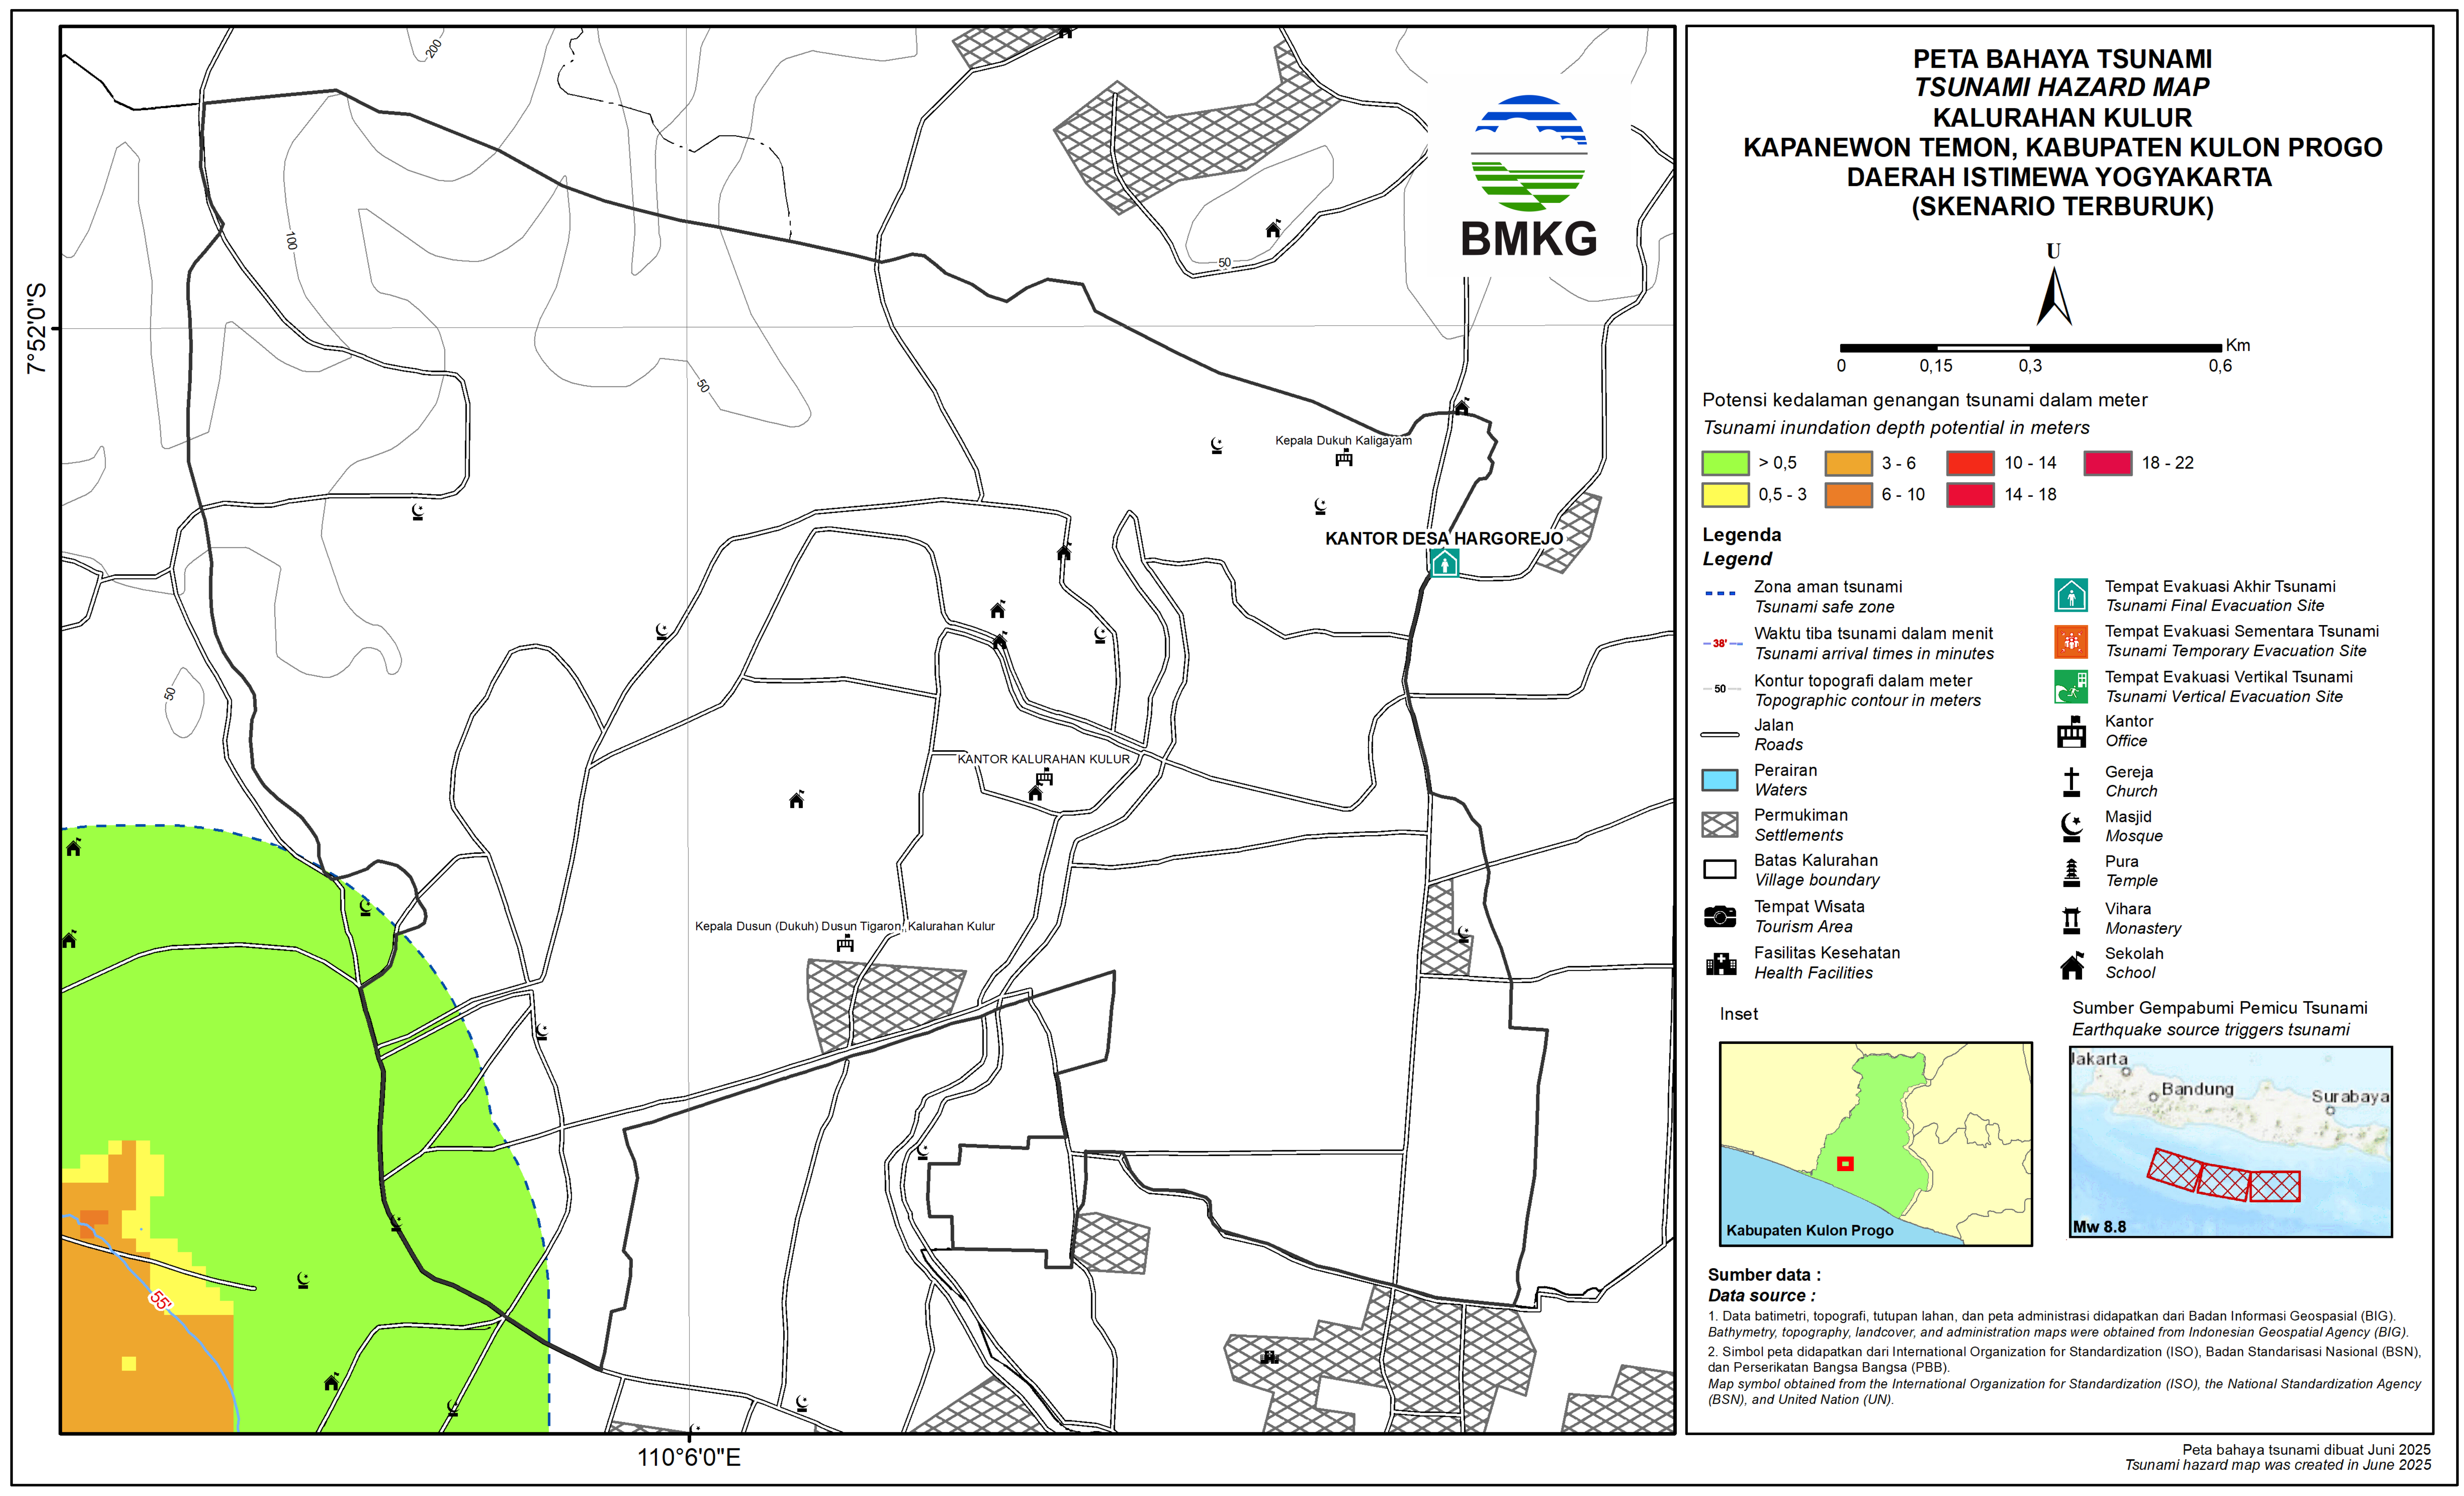 PETA BAHAYA TSUNAMI
TSUNAMI HAZARD MAP
KALURAHAN KULUR
KAPANEWON TEMON, KABUPATEN KULON PROGO
DAERAH ISTIMEWA YOGYAKARTA
(SKENARIO TERBURUK)
U
Km
0
0,15
0,3
0,6
Potensi kedalaman genangan tsunami dalam meter
Tsunami inundation depth potential in meters
> 0,5
3 - 6
10 - 14
18 - 22
0,5 - 3
6 - 10
14 - 18
Legenda
Legend
Zona aman tsunami
Tsunami safe zone
38'
Waktu tiba tsunami dalam menit
Tsunami arrival times in minutes
50
Kontur topografi dalam meter
Topographic contour in meters
Jalan
Roads
Perairan
Waters
Permukiman
Settlements
Batas Kalurahan
Village boundary
Tempat Wisata
Tourism Area
Fasilitas Kesehatan
Health Facilities
Tempat Evakuasi Akhir Tsunami
Tsunami Final Evacuation Site
Tempat Evakuasi Sementara Tsunami
Tsunami Temporary Evacuation Site
Tempat Evakuasi Vertikal Tsunami
Tsunami Vertical Evacuation Site
Kantor
Office
Gereja
Church
Masjid
Mosque
Pura
Temple
Vihara
Monastery
Sekolah
School
Inset
Kabupaten Kulon Progo
Sumber Gempabumi Pemicu Tsunami
Earthquake source triggers tsunami
Jakarta
Bandung
Surabaya
Mw 8.8
Sumber data :
Data source :
1. Data batimetri, topografi, tutupan lahan, dan peta administrasi didapatkan dari Badan Informasi Geospasial (BIG).
Bathymetry, topography, landcover, and administration maps were obtained from Indonesian Geospatial Agency (BIG).
2. Simbol peta didapatkan dari International Organization for Standardization (ISO), Badan Standarisasi Nasional (BSN),
dan Perserikatan Bangsa Bangsa (PBB).
Map symbol obtained from the International Organization for Standardization (ISO), the National Standardization Agency
(BSN), and United Nation (UN).
Peta bahaya tsunami dibuat Juni 2025
Tsunami hazard map was created in June 2025
BMKG
200
100
50
50
50
7°52'0"S
110°6'0"E
Kepala Dukuh Kaligayam
KANTOR DESA HARGOREJO
KANTOR KALURAHAN KULUR
Kepala Dusun (Dukuh) Dusun Tigaron, Kalurahan Kulur
55'